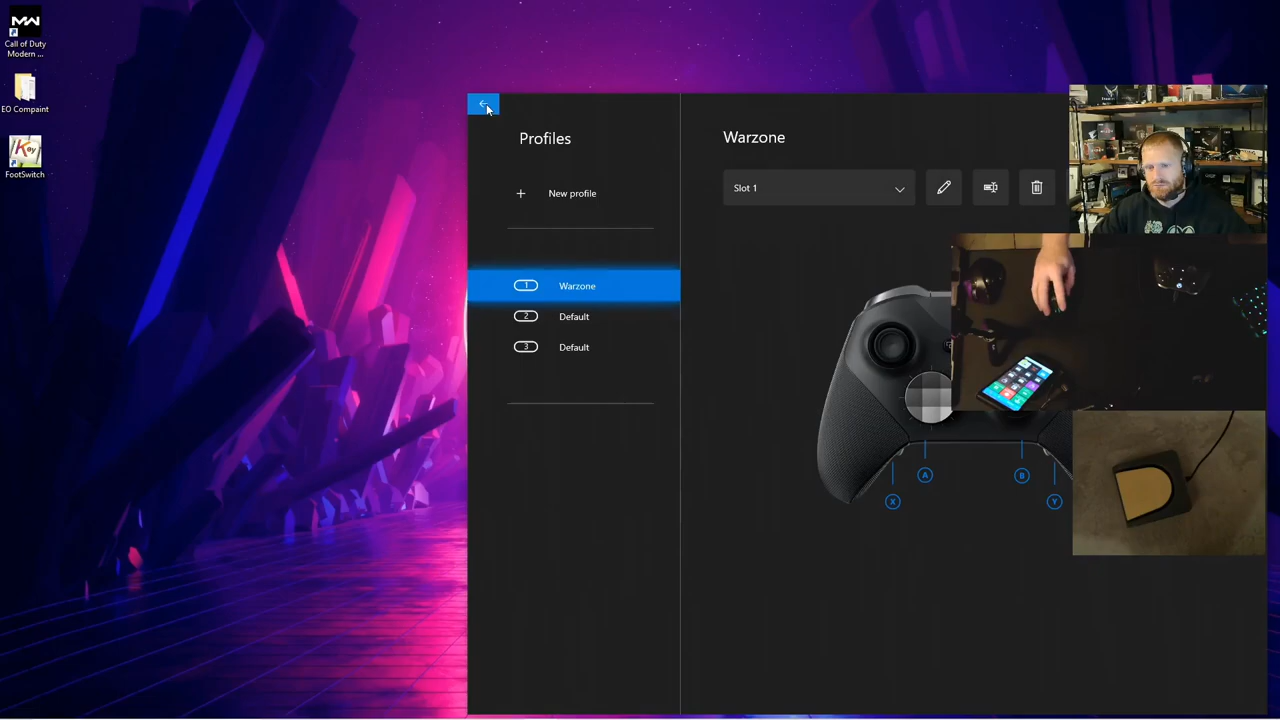 MW
Call of Duty
Modern ...
EO Compaint
Key
FootSwitch
Profiles
New profile
1
Warzone
2
Default
3
Default
Warzone
Slot 1
X
A
B
Y